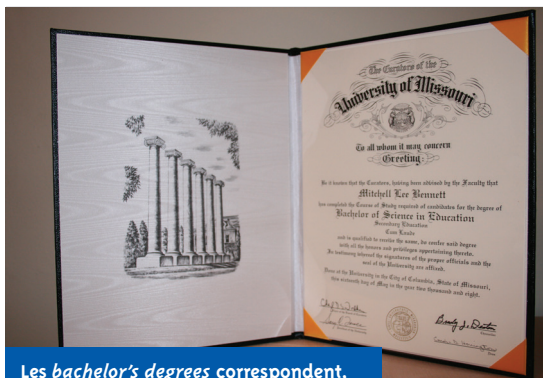 The Curators of the
University of Missouri
To all whom it may concern
Greeting:
Be it known that the Curators, having been advised by the Faculty that
Mitchell Lee Bennett
has completed the Course of Study required of candidates for the degree of
Bachelor of Science in Education
Secondary Education
Cum Laude
and is qualified to receive the same, do confer said degree
with all the honors and privileges appertaining thereto.
In testimony whereof the signatures of the proper officials and the
seal of the University are affixed.
Done at the University in the City of Columbia, State of Missouri,
this sixteenth day of May in the year two thousand and eight.
Les bachelor's degrees correspondent,